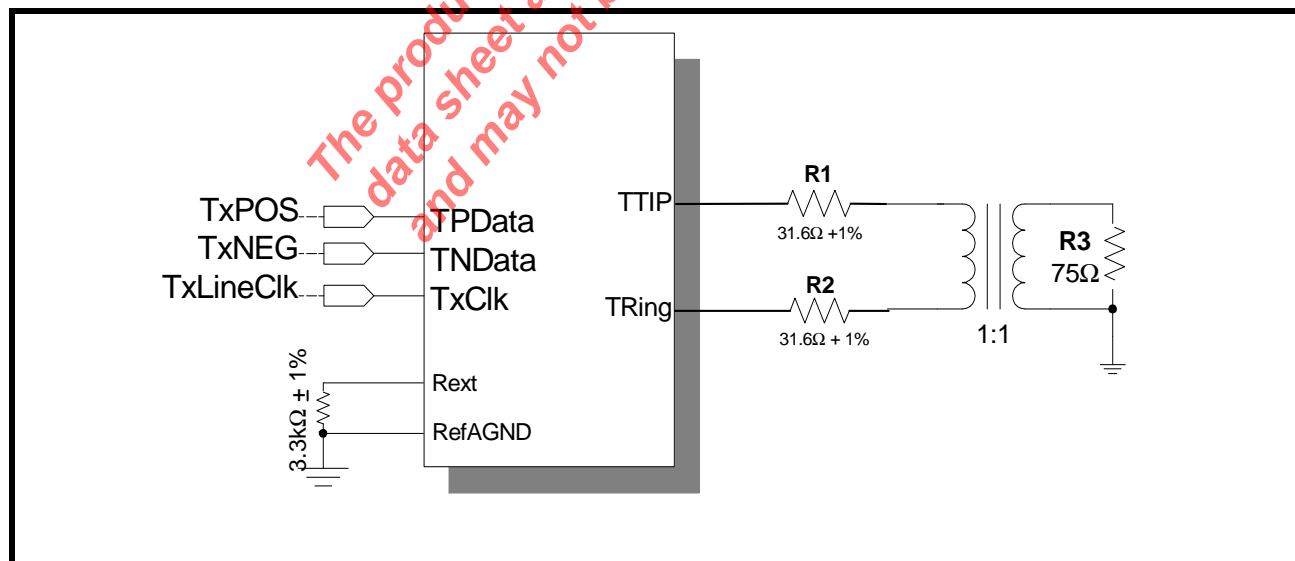 The produ
data sheet a
and may not b
TxPOS
TxNEG
TxLineClk
TPData
TNData
TxClk
Rext
RefAGND
3.3kΩ ± 1%
TTIP
TRing
R1
31.6Ω +1%
R2
31.6Ω + 1%
1:1
R3
75Ω